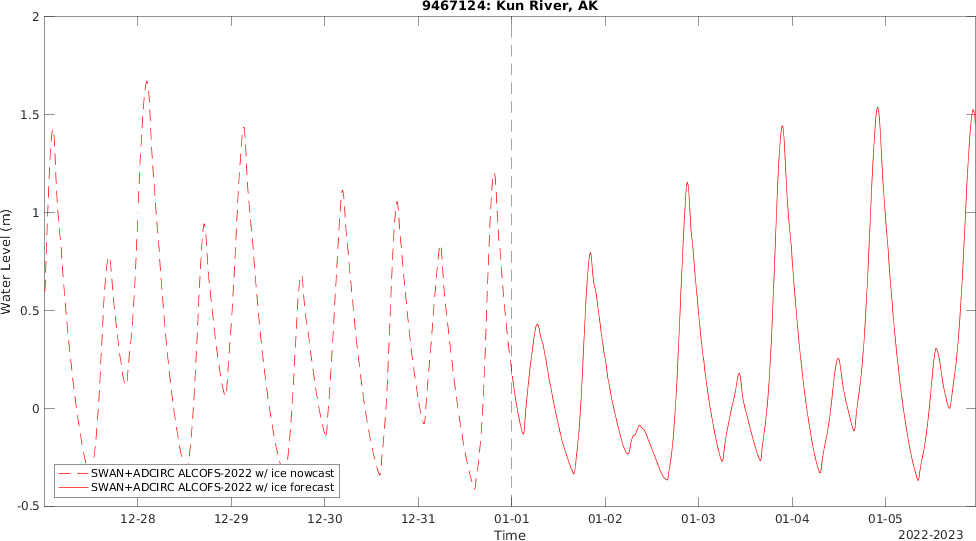 9467124: Kun River, AK
2
1.5
1
0.5
0
-0.5
Water Level (m)
SWAN+ADCIRC ALCOFS-2022 w/ ice nowcast
SWAN+ADCIRC ALCOFS-2022 w/ ice forecast
12-28 12-29 12-30 12-31 01-01 01-02 01-03 01-04 01-05
Time
2022-2023